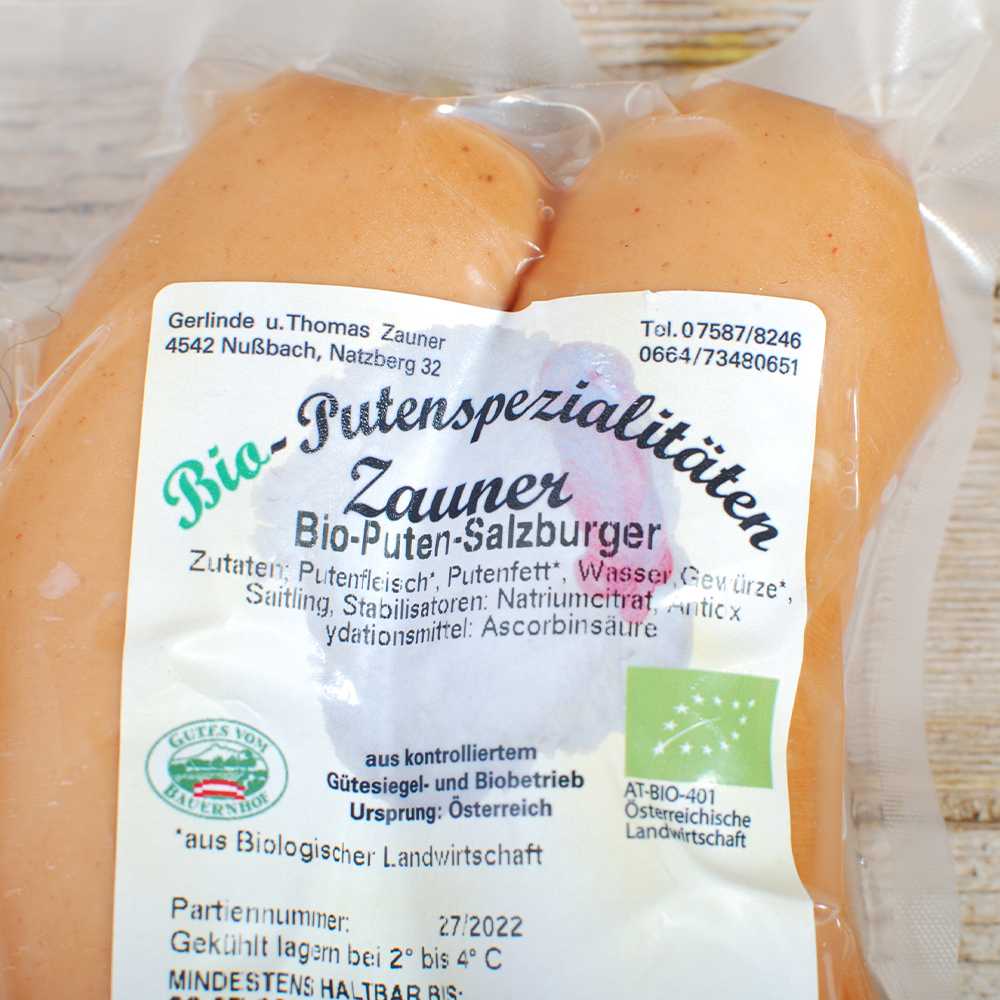 Gerlinde u. Thomas Zauner
4542 Nußbach, Natzberg 32
Tel. 07587/8246
0664/73480651
Bio-Putenspezialitäten
Zauner
Bio-Puten-Salzburger
Zutaten: Putenfleisch*, Putenfett*, Wasser, Gewürze*,
Saitling, Stabilisatoren: Natriumcitrat, Antiox
ydationsmittel: Ascorbinsäure
GUTES VOM
BAUERNHOF
aus kontrolliertem
Gütesiegel- und Biobetrieb
Ursprung: Österreich
AT-BIO-401
Österreichische
Landwirtschaft
*aus Biologischer Landwirtschaft
Partiennummer: 27/2022
Gekühlt lagern bei 2° bis 4° C
MINDESTENS HALTBAR BIS: